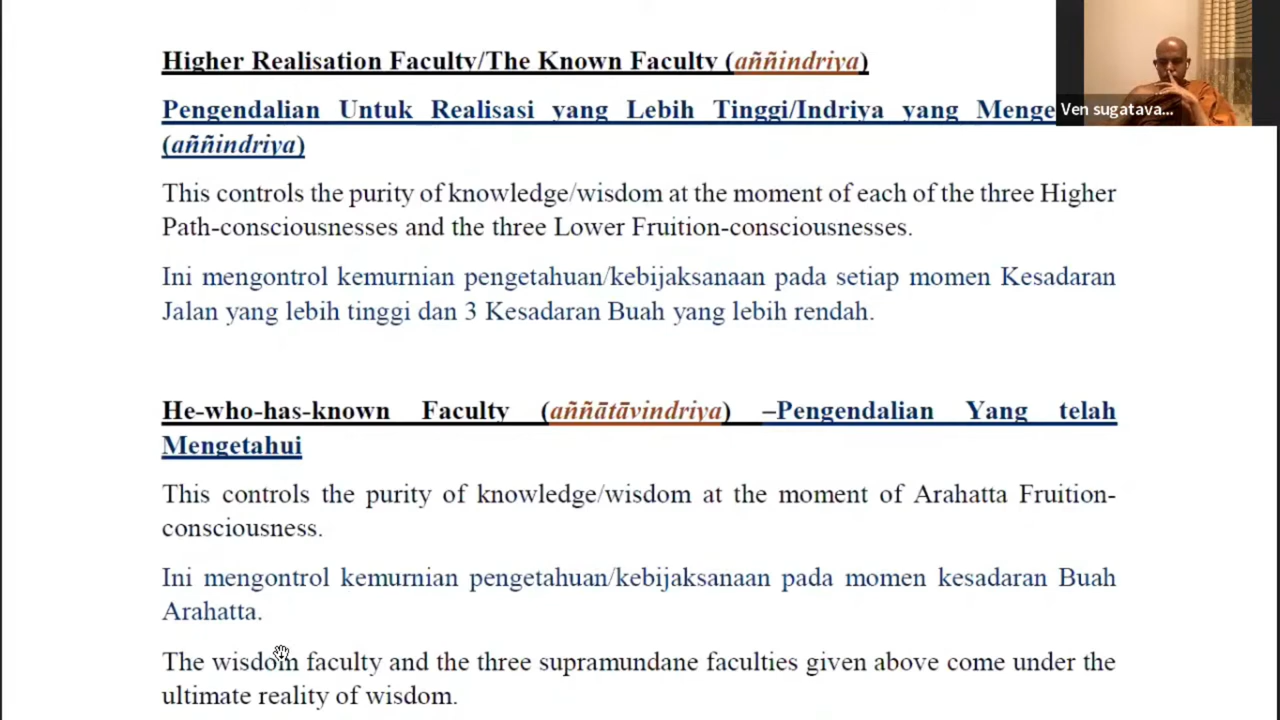 Higher Realisation Faculty/The Known Faculty (aññindriya)
Pengendalian Untuk Realisasi yang Lebih Tinggi/Indriya yang
(aññindriya)
Ven sugatava...
This controls the purity of knowledge/wisdom at the moment of each of the three Higher
Path-consciousnesses and the three Lower Fruition-consciousnesses.
Ini mengontrol kemurnian pengetahuan/kebijaksanaan pada setiap momen Kesadaran
Jalan yang lebih tinggi dan 3 Kesadaran Buah yang lebih rendah.
He-who-has-known Faculty (aññātāvindriya) –Pengendalian Yang telah
Mengetahui
This controls the purity of knowledge/wisdom at the moment of Arahatta Fruition-
consciousness.
Ini mengontrol kemurnian pengetahuan/kebijaksanaan pada momen kesadaran Buah
Arahatta.
The wisdom faculty and the three supramundane faculties given above come under the
ultimate reality of wisdom.